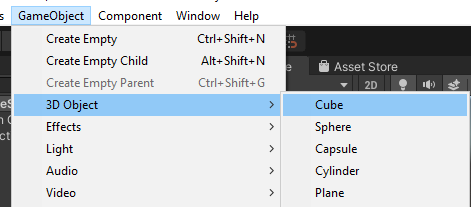 GameObject Component Window Help
Create Empty Ctrl+Shift+N
Create Empty Child Alt+Shift+N
Create Empty Parent Ctrl+Shift+G
Asset Store
2D
3D Object
Cube
Effects
Sphere
Light
Capsule
Audio
Cylinder
Video
Plane